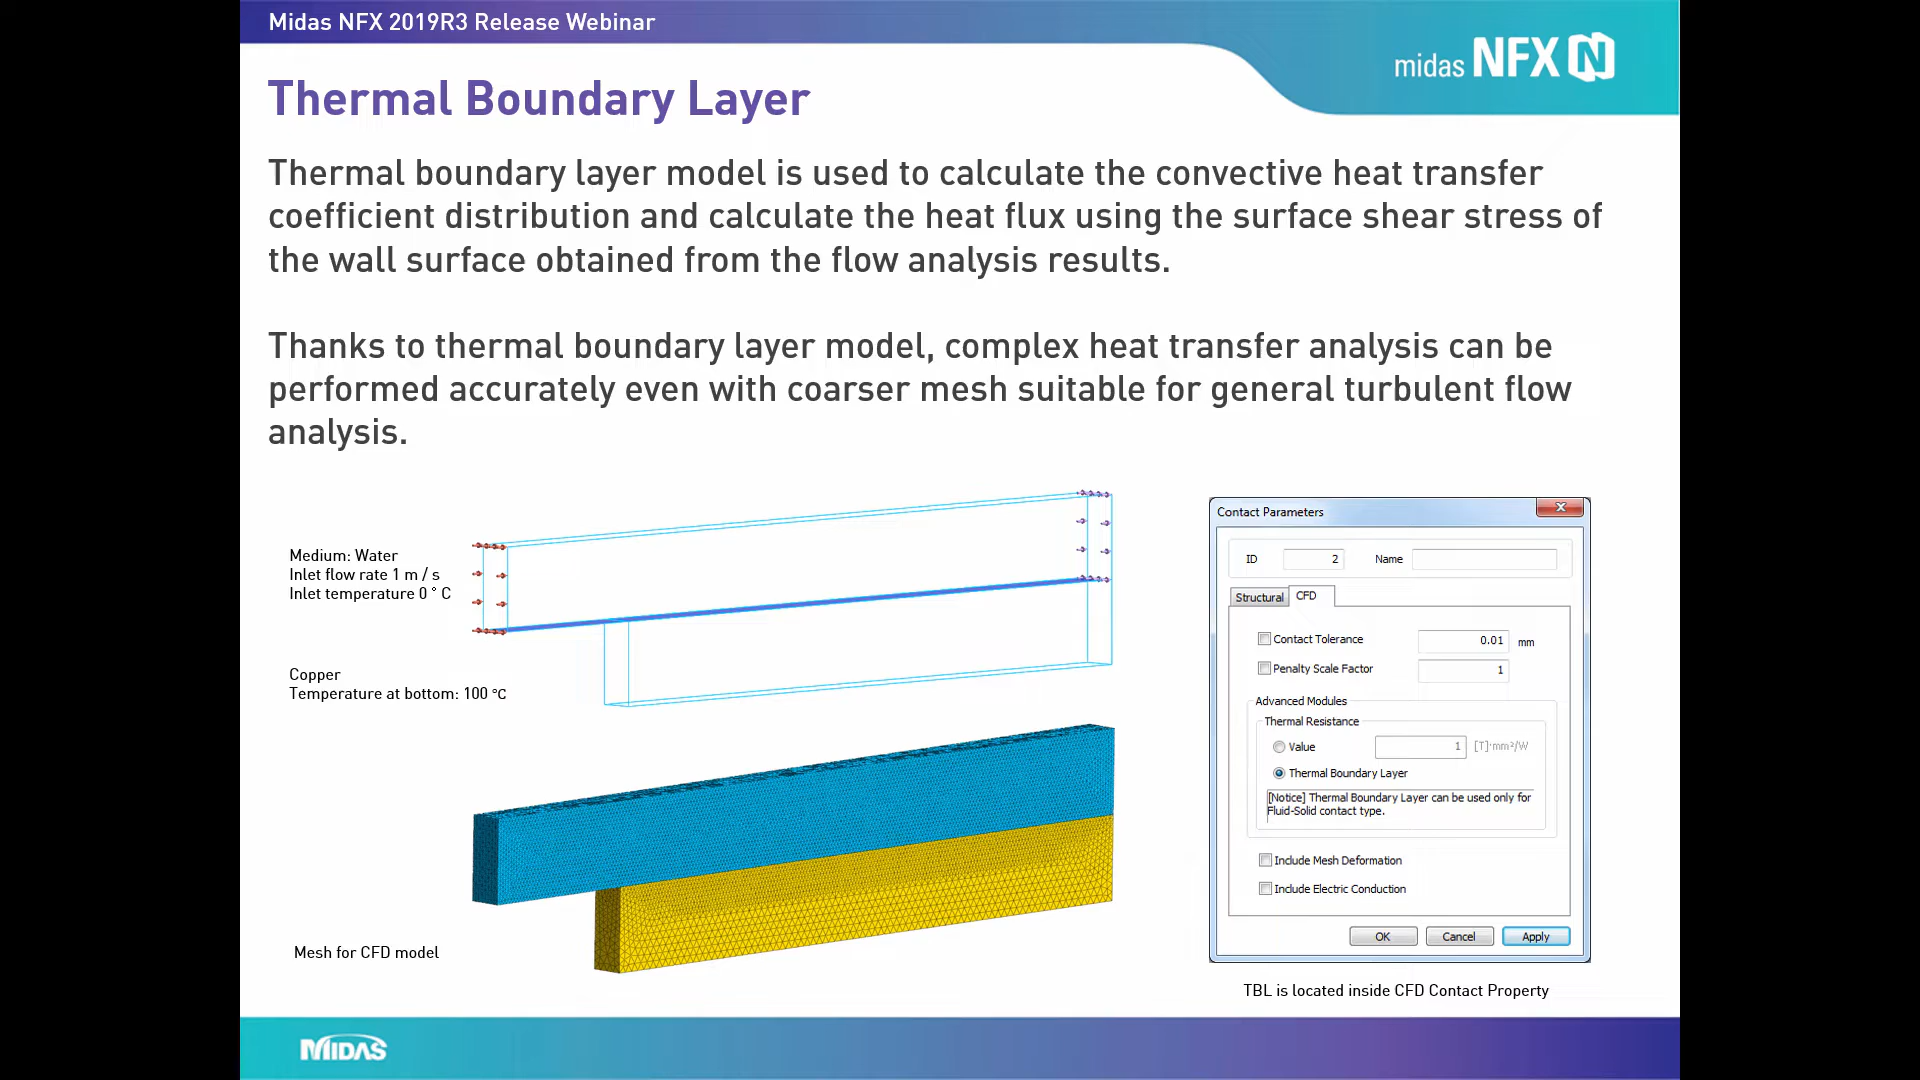 Midas NFX 2019R3 Release Webinar
midas NFX
Thermal Boundary Layer
Thermal boundary layer model is used to calculate the convective heat transfer
coefficient distribution and calculate the heat flux using the surface shear stress of
the wall surface obtained from the flow analysis results.
Thanks to thermal boundary layer model, complex heat transfer analysis can be
performed accurately even with coarser mesh suitable for general turbulent flow
analysis.
Medium: Water
Inlet flow rate 1 m / s
Inlet temperature 0 ° C
Copper
Temperature at bottom: 100 ℃
Mesh for CFD model
Contact Parameters
ID 2 Name
Structural CFD
Contact Tolerance 0.01 mm
Penalty Scale Factor 1
Advanced Modules
Thermal Resistance
Value 1 [T]·mm²/W
Thermal Boundary Layer
[Notice] Thermal Boundary Layer can be used only for
Fluid-Solid contact type.
Include Mesh Deformation
Include Electric Conduction
OK Cancel Apply
TBL is located inside CFD Contact Property
MIDAS